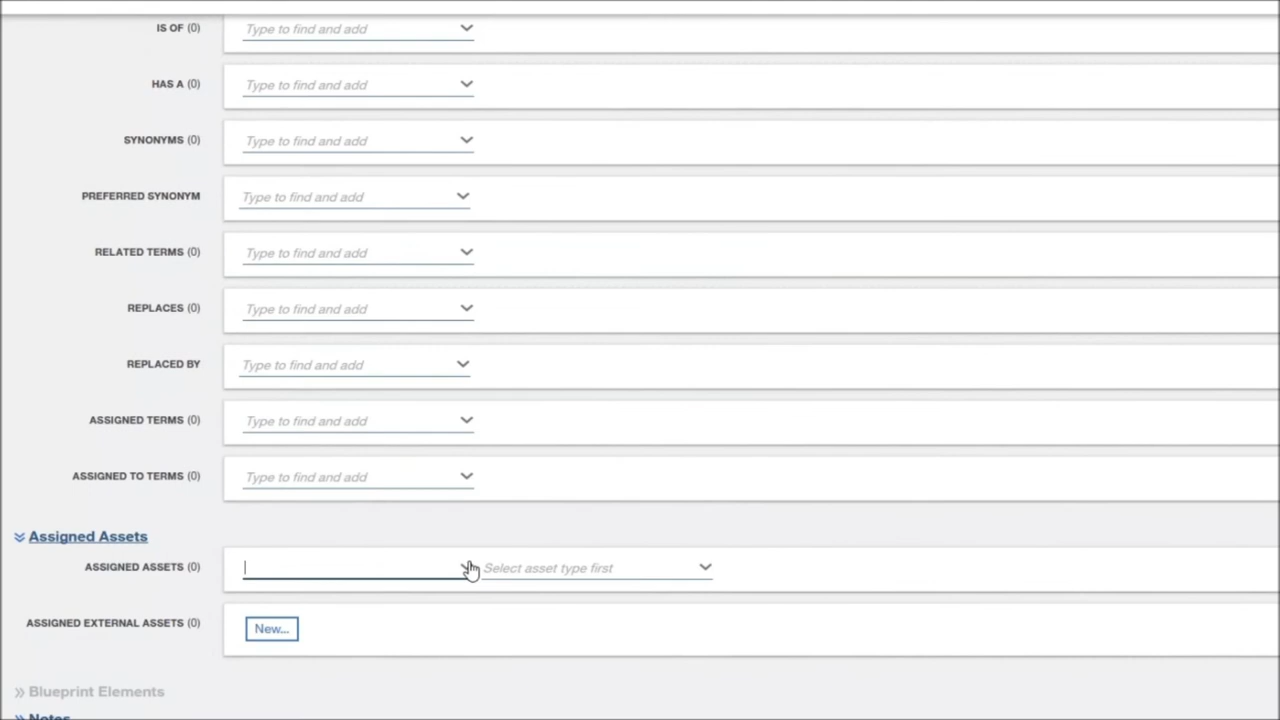 IS OF (0) Type to find and add
HAS A (0) Type to find and add
SYNONYMS (0) Type to find and add
PREFERRED SYNONYM Type to find and add
RELATED TERMS (0) Type to find and add
REPLACES (0) Type to find and add
REPLACED BY Type to find and add
ASSIGNED TERMS (0) Type to find and add
ASSIGNED TO TERMS (0) Type to find and add
Assigned Assets
ASSIGNED ASSETS (0) Select asset type first
ASSIGNED EXTERNAL ASSETS (0) New...
Blueprint Elements
Notes